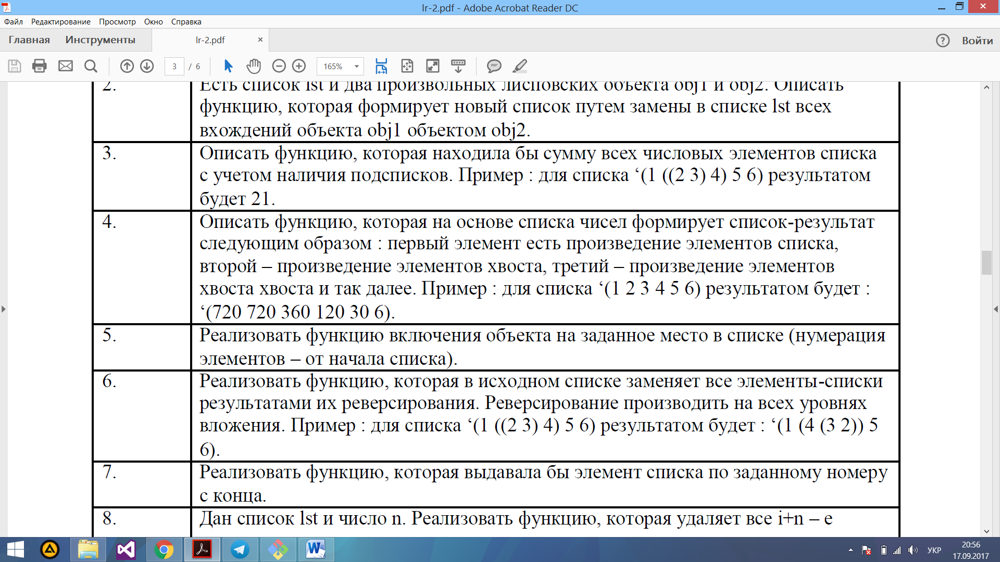 lr-2.pdf - Adobe Acrobat Reader DC
Файл Редактирование Просмотр Окно Справка
Главная Инструменты lr-2.pdf Войти
3 / 6 165%
2. Есть список lst и два произвольных лисповских объекта obj1 и obj2. Описать
функцию, которая формирует новый список путем замены в списке lst всех
вхождений объекта obj1 объектом obj2.
3. Описать функцию, которая находила бы сумму всех числовых элементов списка
с учетом наличия подсписков. Пример : для списка ‘(1 ((2 3) 4) 5 6) результатом
будет 21.
4. Описать функцию, которая на основе списка чисел формирует список-результат
следующим образом : первый элемент есть произведение элементов списка,
второй – произведение элементов хвоста, третий – произведение элементов
хвоста хвоста и так далее. Пример : для списка ‘(1 2 3 4 5 6) результатом будет :
‘(720 720 360 120 30 6).
5. Реализовать функцию включения объекта на заданное место в списке (нумерация
элементов – от начала списка).
6. Реализовать функцию, которая в исходном списке заменяет все элементы-списки
результатами их реверсирования. Реверсирование производить на всех уровнях
вложения. Пример : для списка ‘(1 ((2 3) 4) 5 6) результатом будет : ‘(1 (4 (3 2)) 5
6).
7. Реализовать функцию, которая выдавала бы элемент списка по заданному номеру
с конца.
8. Дан список lst и число n. Реализовать функцию, которая удаляет все i+n – е
УКР 20:56
17.09.2017